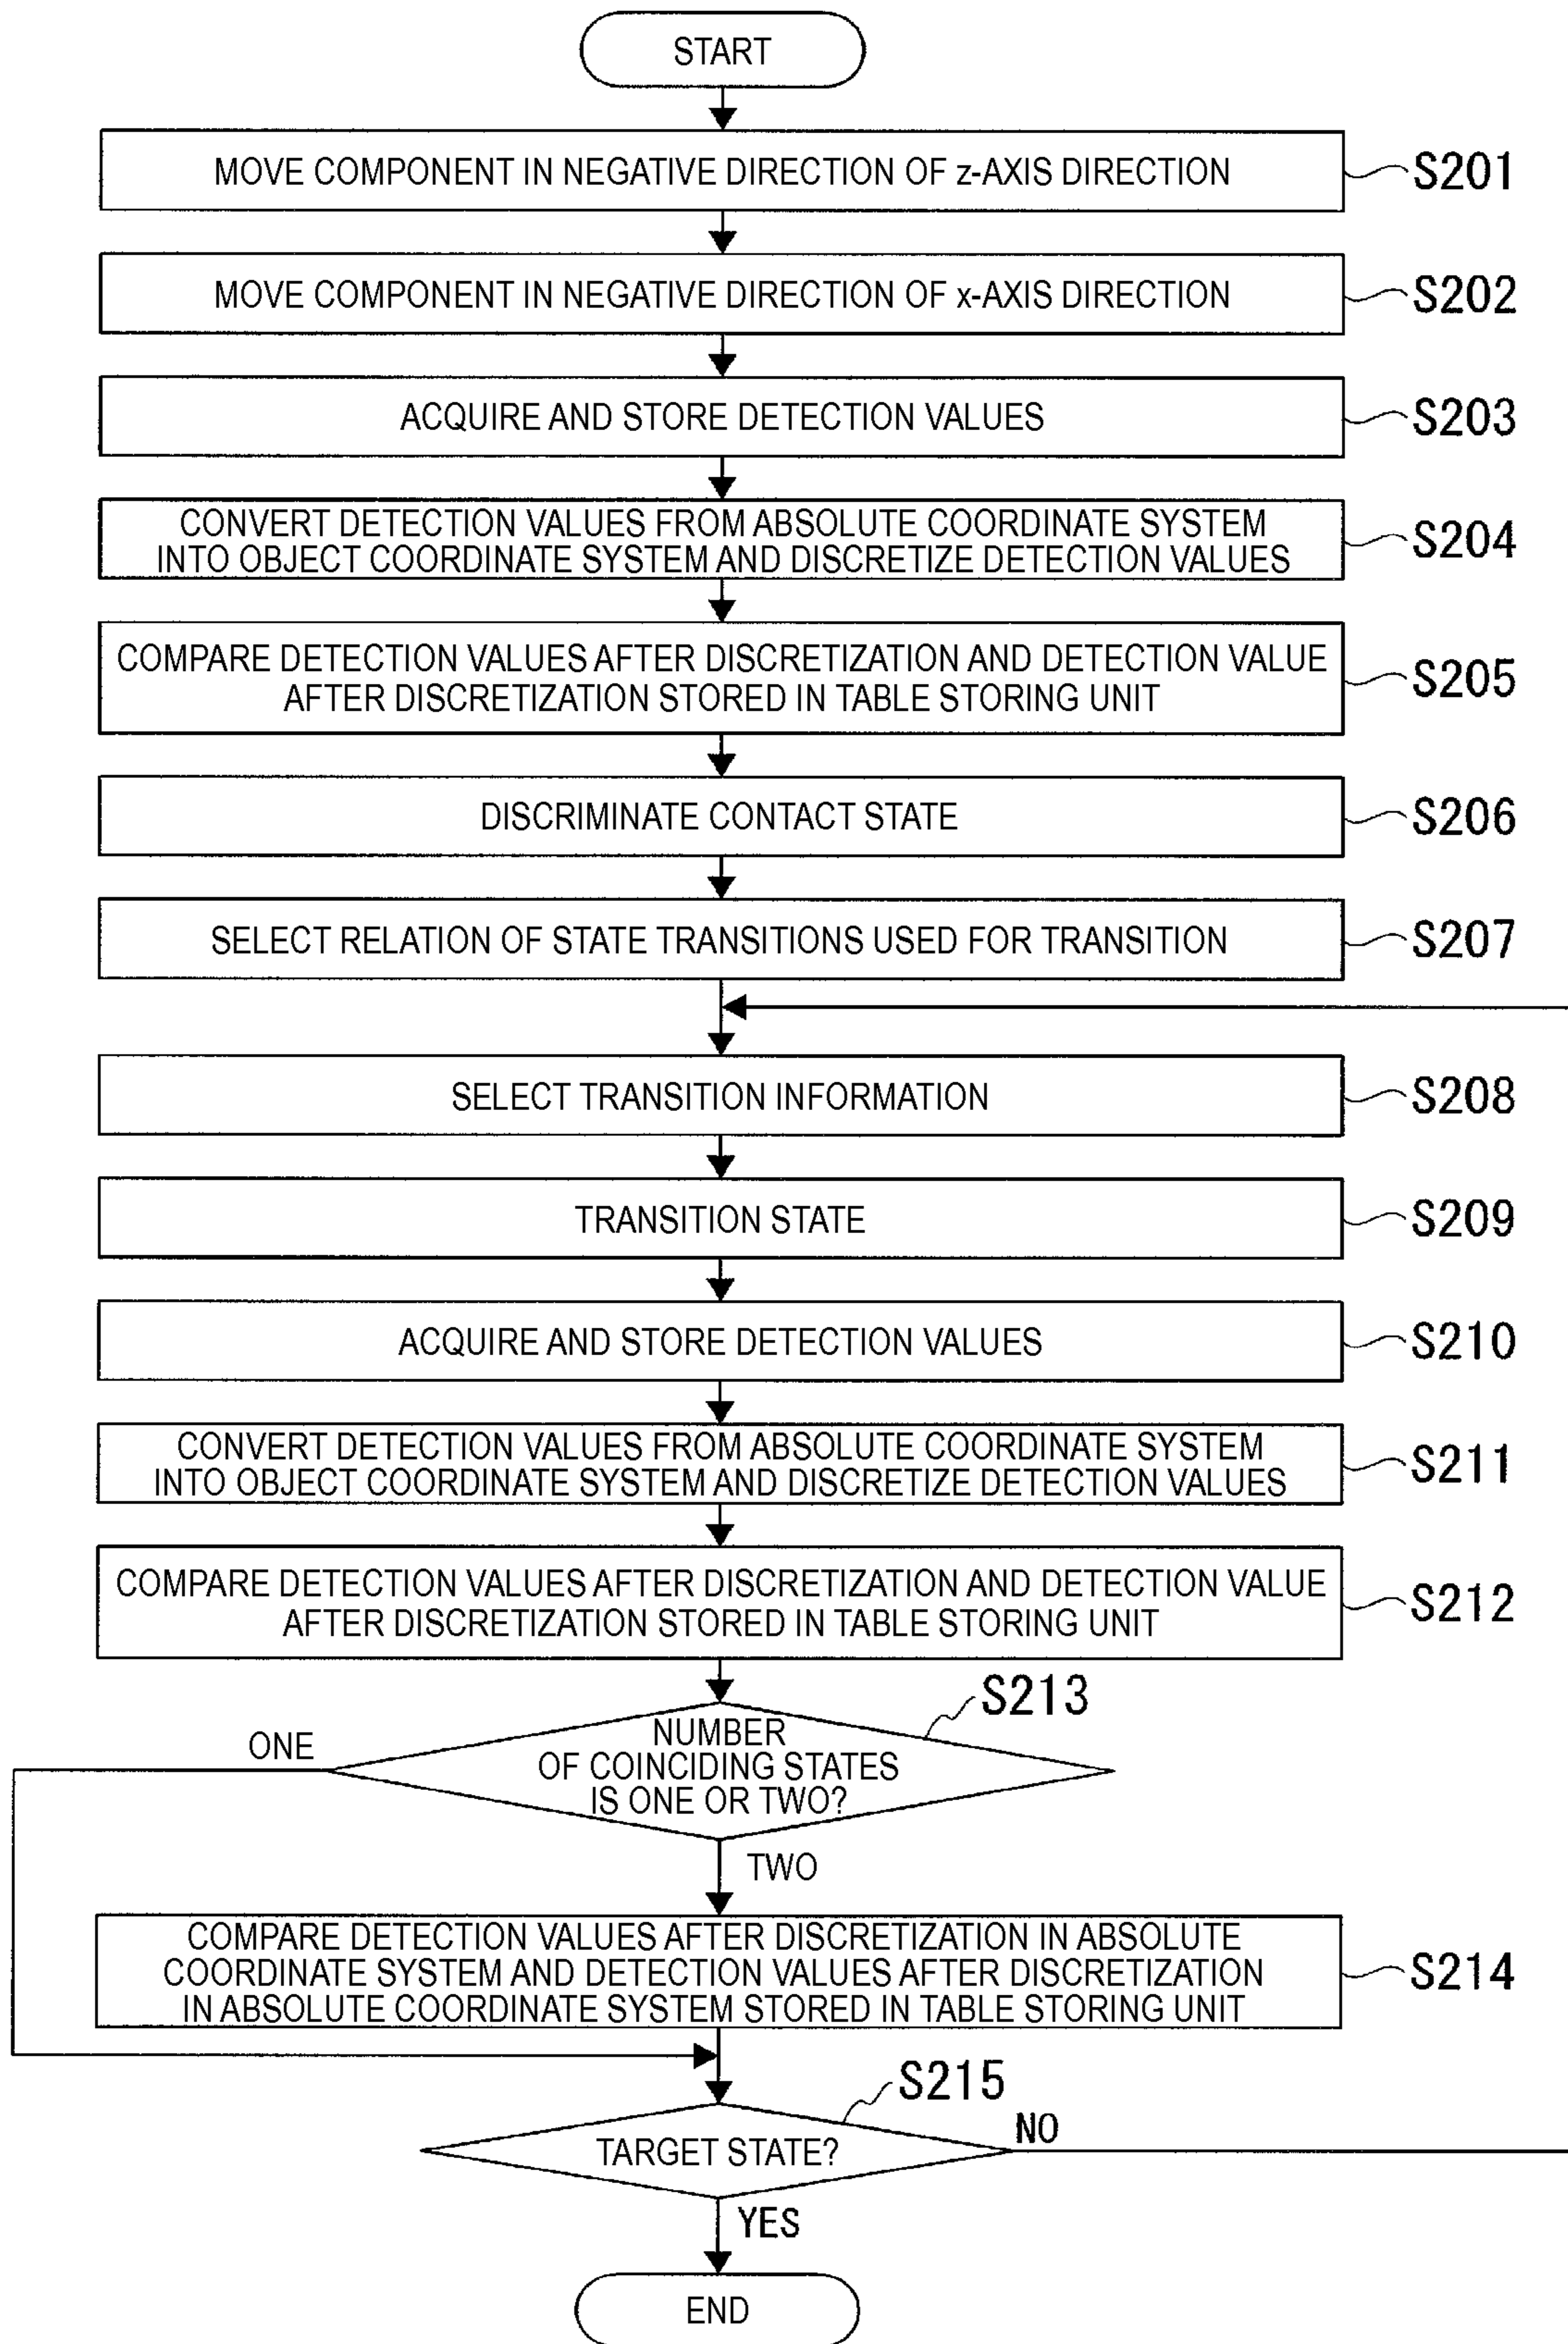 START
MOVE COMPONENT IN NEGATIVE DIRECTION OF z-AXIS DIRECTION
S201
MOVE COMPONENT IN NEGATIVE DIRECTION OF x-AXIS DIRECTION
S202
ACQUIRE AND STORE DETECTION VALUES
S203
CONVERT DETECTION VALUES FROM ABSOLUTE COORDINATE SYSTEM
INTO OBJECT COORDINATE SYSTEM AND DISCRETIZE DETECTION VALUES
S204
COMPARE DETECTION VALUES AFTER DISCRETIZATION AND DETECTION VALUE
AFTER DISCRETIZATION STORED IN TABLE STORING UNIT
S205
DISCRIMINATE CONTACT STATE
S206
SELECT RELATION OF STATE TRANSITIONS USED FOR TRANSITION
S207
SELECT TRANSITION INFORMATION
S208
TRANSITION STATE
S209
ACQUIRE AND STORE DETECTION VALUES
S210
CONVERT DETECTION VALUES FROM ABSOLUTE COORDINATE SYSTEM
INTO OBJECT COORDINATE SYSTEM AND DISCRETIZE DETECTION VALUES
S211
COMPARE DETECTION VALUES AFTER DISCRETIZATION AND DETECTION VALUE
AFTER DISCRETIZATION STORED IN TABLE STORING UNIT
S212
S213
ONE
NUMBER
OF COINCIDING STATES
IS ONE OR TWO?
TWO
COMPARE DETECTION VALUES AFTER DISCRETIZATION IN ABSOLUTE
COORDINATE SYSTEM AND DETECTION VALUES AFTER DISCRETIZATION
IN ABSOLUTE COORDINATE SYSTEM STORED IN TABLE STORING UNIT
S214
S215
TARGET STATE?
NO
YES
END